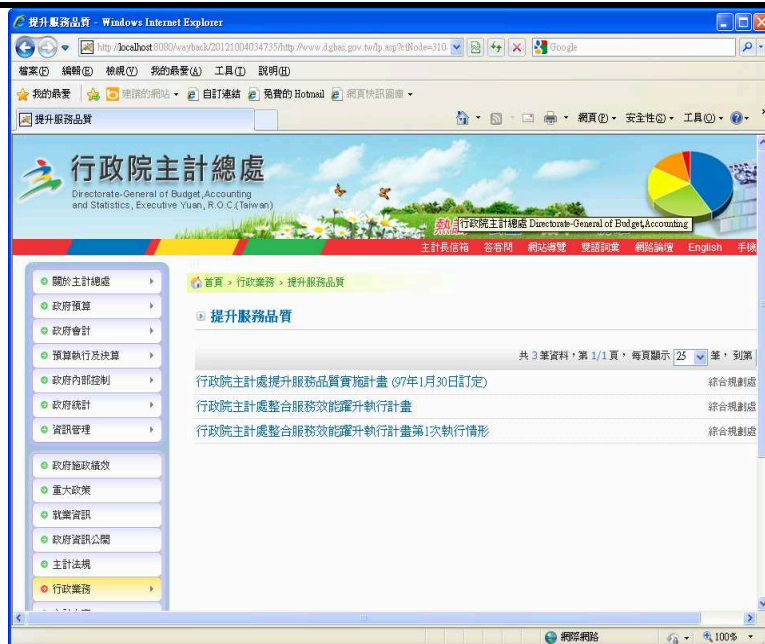 提升服務品質 - Windows Internet Explorer
http://localhost:8080/wayback/20121004034735/http://www.dgbas.gov.tw/lp.asp?ctNode=310
Google
檔案(F) 編輯(E) 檢視(V) 我的最愛(A) 工具(T) 說明(H)
我的最愛 建議的網站 自訂連結 免費的 Hotmail 網頁快訊圖庫
提升服務品質
網頁(P) 安全性(S) 工具(O)
行政院主計總處
Directorate-General of Budget,Accounting
and Statistics, Executive Yuan, R.O.C.(Taiwan)
行政院主計總處 Directorate-General of Budget,Accounting
主計長信箱 答客問 網站導覽 雙語詞彙 網路論壇 English 手機
關於主計總處
政府預算
政府會計
預算執行及決算
政府內部控制
政府統計
資訊管理
政府施政績效
重大政策
就業資訊
政府資訊公開
主計法規
行政業務
首頁 > 行政業務 > 提升服務品質
提升服務品質
共 3 筆資料,第 1/1 頁, 每頁顯示 25 筆, 到第
行政院主計處提升服務品質實施計畫 (97年1月30日訂定) 綜合規劃處
行政院主計處整合服務效能躍升執行計畫 綜合規劃處
行政院主計處整合服務效能躍升執行計畫第1次執行情形 綜合規劃處
網際網路 100%